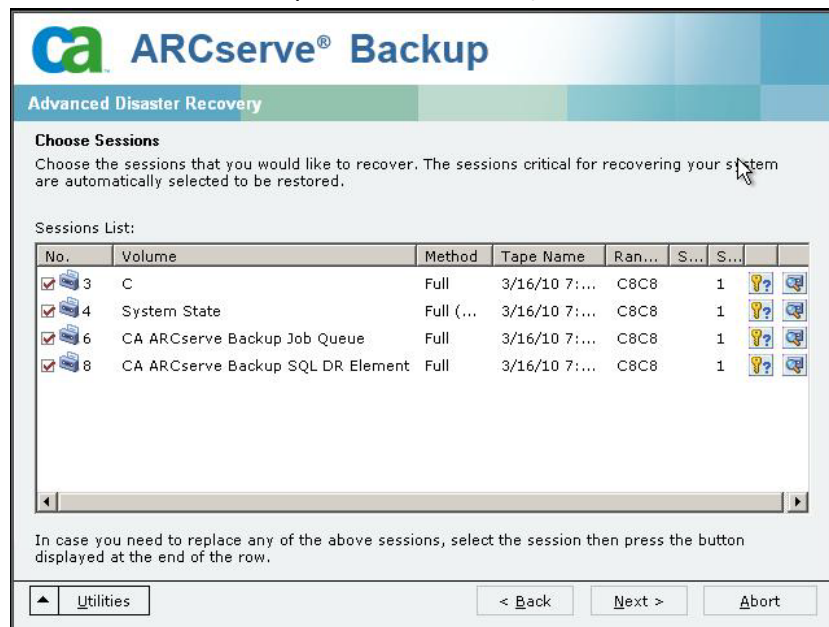 ca ARCserve® Backup
Advanced Disaster Recovery
Choose Sessions
Choose the sessions that you would like to recover. The sessions critical for recovering your system
are automatically selected to be restored.
Sessions List:
No. Volume Method Tape Name Ran... S... S...
3 C Full 3/16/10 7:... C8C8 1
4 System State Full (... 3/16/10 7:... C8C8 1
6 CA ARCserve Backup Job Queue Full 3/16/10 7:... C8C8 1
8 CA ARCserve Backup SQL DR Element Full 3/16/10 7:... C8C8 1
In case you need to replace any of the above sessions, select the session then press the button
displayed at the end of the row.
Utilities < Back Next > Abort